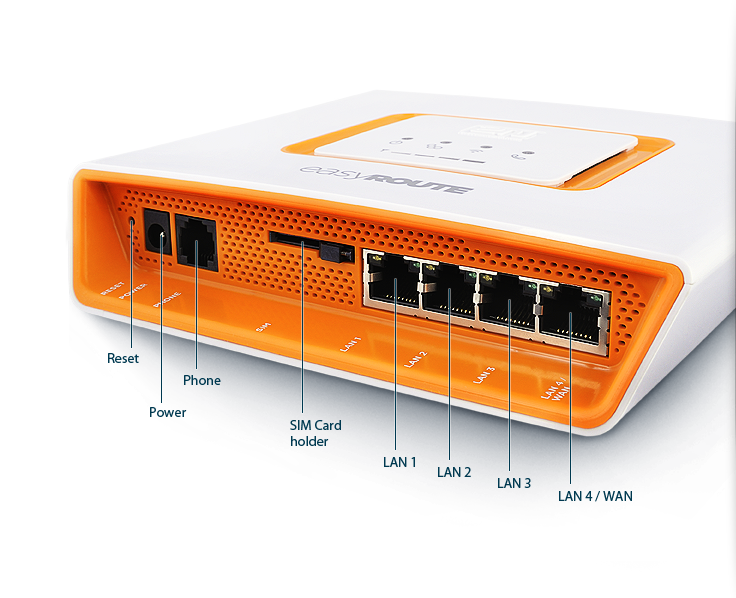 easyROUTE
RESET
POWER
PHONE
SIM
LAN 1
LAN 2
LAN 3
LAN 4/
WAN
Reset
Power
Phone
SIM Card
holder
LAN 1
LAN 2
LAN 3
LAN 4 / WAN